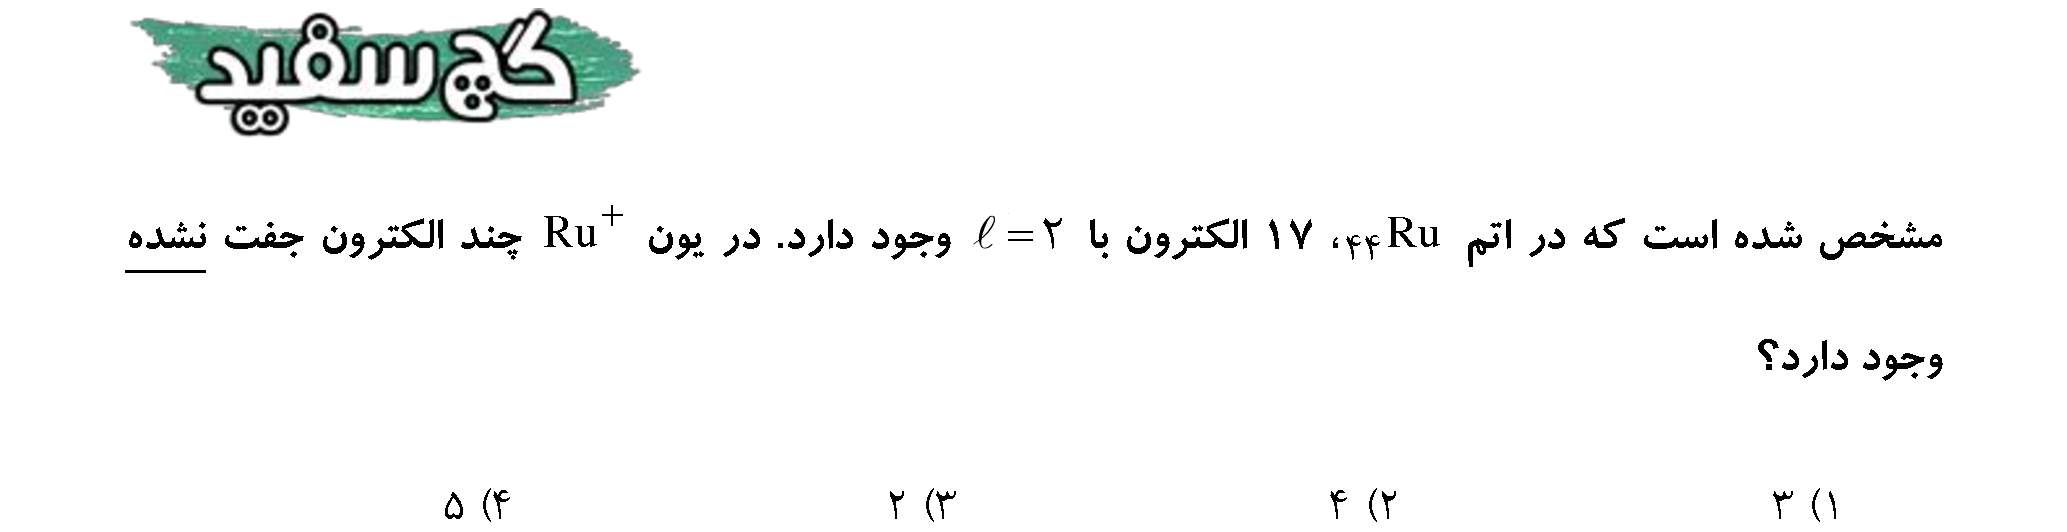 گچ سفید
مشخص شده است که در اتم ₄₄Ru، ۱۷ الکترون با ℓ = ۲ وجود دارد. در یون Ru⁺ چند الکترون جفت نشده
وجود دارد؟
۱) ۳ ۲) ۴ ۳) ۲ ۴) ۵